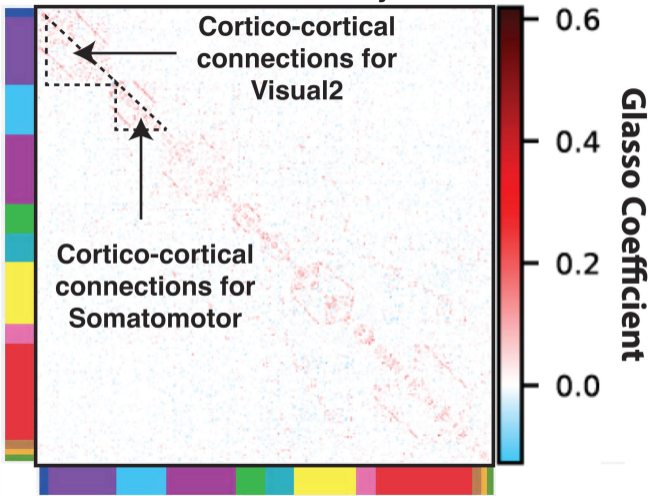 Cortico-cortical
connections for
Visual2
Cortico-cortical
connections for
Somatomotor
0.6
0.4
0.2
0.0
Glasso Coefficient